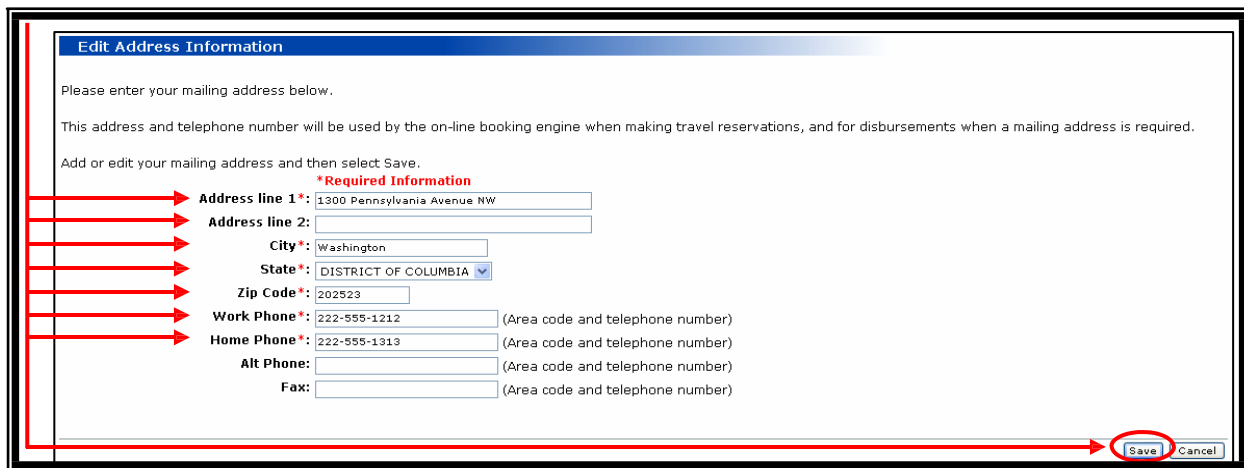 Edit Address Information
Please enter your mailing address below.
This address and telephone number will be used by the on-line booking engine when making travel reservations, and for disbursements when a mailing address is required.
Add or edit your mailing address and then select Save.
*Required Information
Address line 1*: 1300 Pennsylvania Avenue NW
Address line 2:
City*: Washington
State*: DISTRICT OF COLUMBIA
Zip Code*: 202523
Work Phone*: 222-555-1212 (Area code and telephone number)
Home Phone*: 222-555-1313 (Area code and telephone number)
Alt Phone: (Area code and telephone number)
Fax: (Area code and telephone number)
Save Cancel